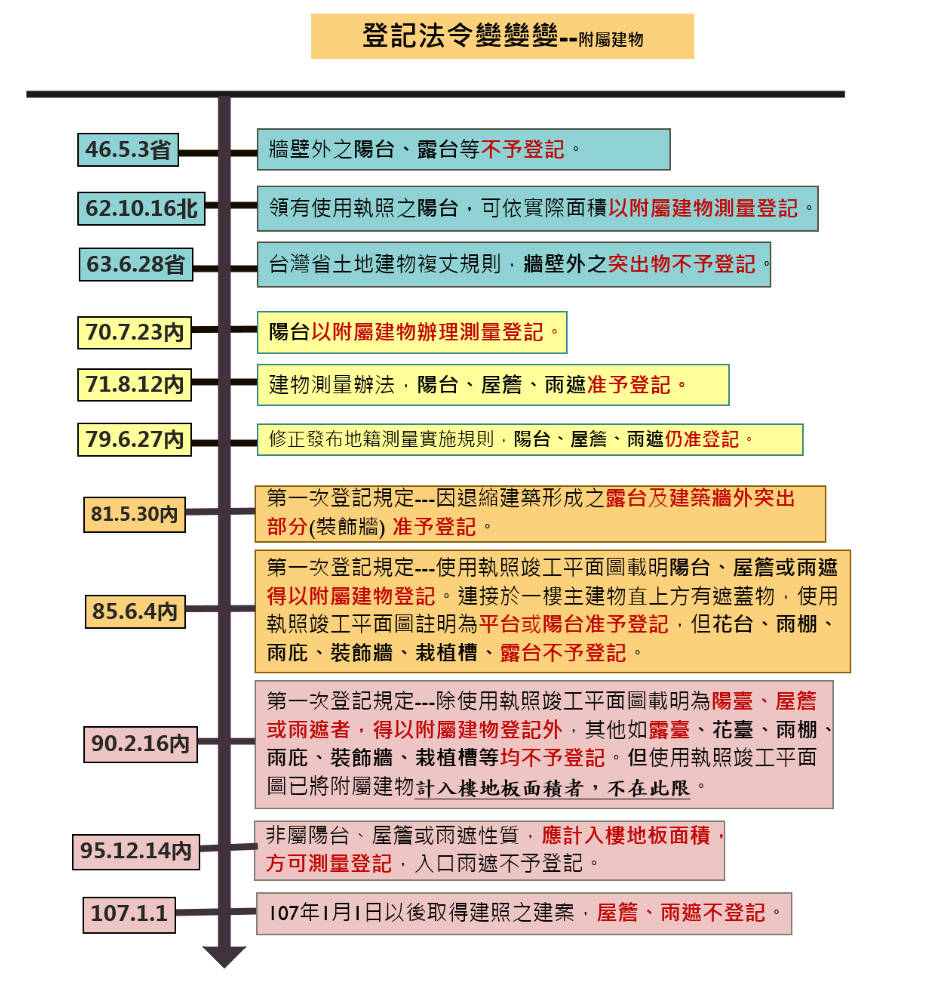 登記法令變變變--附屬建物
46.5.3省
牆壁外之陽台、露台等不予登記。
62.10.16北
領有使用執照之陽台，可依實際面積以附屬建物測量登記。
63.6.28省
台灣省土地建物複丈規則，牆壁外之突出物不予登記。
70.7.23內
陽台以附屬建物辦理測量登記。
71.8.12內
建物測量辦法，陽台、屋簷、雨遮准予登記。
79.6.27內
修正發布地籍測量實施規則，陽台、屋簷、雨遮仍准登記。
81.5.30內
第一次登記規定---因退縮建築形成之露台及建築牆外突出
部分(裝飾牆) 准予登記。
85.6.4內
第一次登記規定---使用執照竣工平面圖載明陽台、屋簷或雨遮
得以附屬建物登記。連接於一樓主建物直上方有遮蓋物，使用
執照竣工平面圖註明為平台或陽台准予登記，但花台、雨棚、
雨庇、裝飾牆、栽植槽、露台不予登記。
90.2.16內
第一次登記規定---除使用執照竣工平面圖載明為陽臺、屋簷
或雨遮者，得以附屬建物登記外，其他如露臺、花臺、雨棚、
雨庇、裝飾牆、栽植槽等均不予登記。但使用執照竣工平面
圖已將附屬建物計入樓地板面積者，不在此限。
95.12.14內
非屬陽台、屋簷或雨遮性質，應計入樓地板面積，
方可測量登記，入口雨遮不予登記。
107.1.1
107年1月1日以後取得建照之建案，屋簷、雨遮不登記。